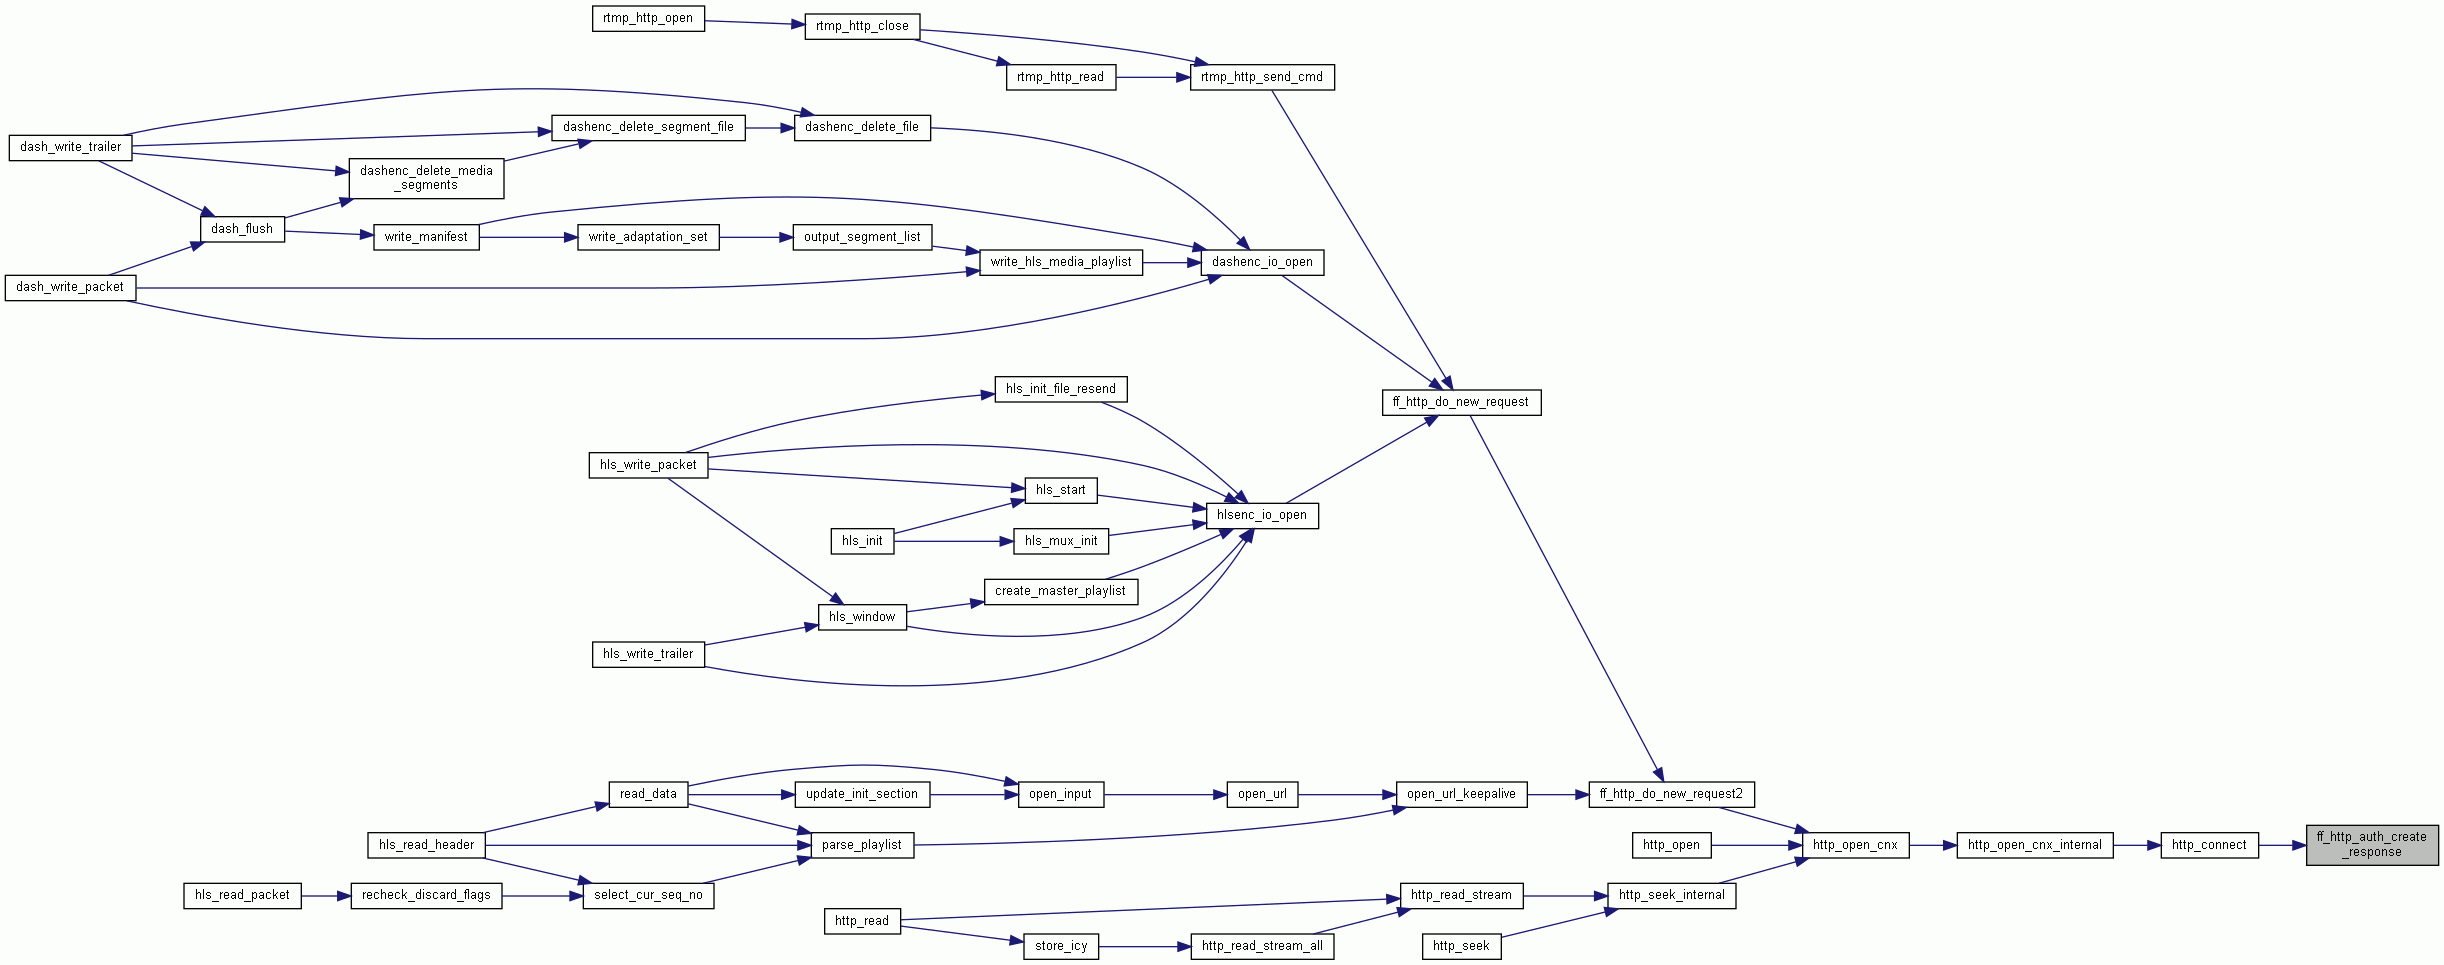 rtmp_http_open
rtmp_http_close
rtmp_http_read
rtmp_http_send_cmd
dash_write_trailer
dashenc_delete_segment_file
dashenc_delete_file
dashenc_delete_media
_segments
dash_flush
write_manifest
write_adaptation_set
output_segment_list
write_hls_media_playlist
dashenc_io_open
dash_write_packet
hls_init_file_resend
ff_http_do_new_request
hls_write_packet
hls_start
hlsenc_io_open
hls_init
hls_mux_init
create_master_playlist
hls_window
hls_write_trailer
read_data
update_init_section
open_input
open_url
open_url_keepalive
ff_http_do_new_request2
hls_read_header
parse_playlist
http_open
http_open_cnx
http_open_cnx_internal
http_connect
ff_http_auth_create
_response
hls_read_packet
recheck_discard_flags
select_cur_seq_no
http_read_stream
http_seek_internal
http_read
store_icy
http_read_stream_all
http_seek